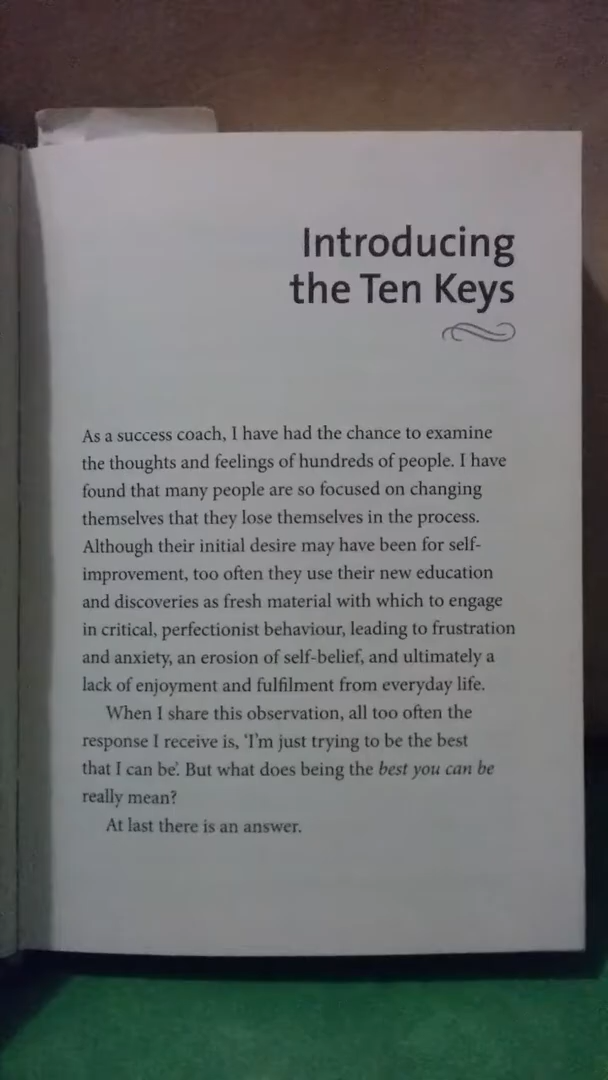 Introducing
the Ten Keys
As a success coach, I have had the chance to examine
the thoughts and feelings of hundreds of people. I have
found that many people are so focused on changing
themselves that they lose themselves in the process.
Although their initial desire may have been for self-
improvement, too often they use their new education
and discoveries as fresh material with which to engage
in critical, perfectionist behaviour, leading to frustration
and anxiety, an erosion of self-belief, and ultimately a
lack of enjoyment and fulfilment from everyday life.
When I share this observation, all too often the
response I receive is, ‘I’m just trying to be the best
that I can be’. But what does being the best you can be
really mean?
At last there is an answer.